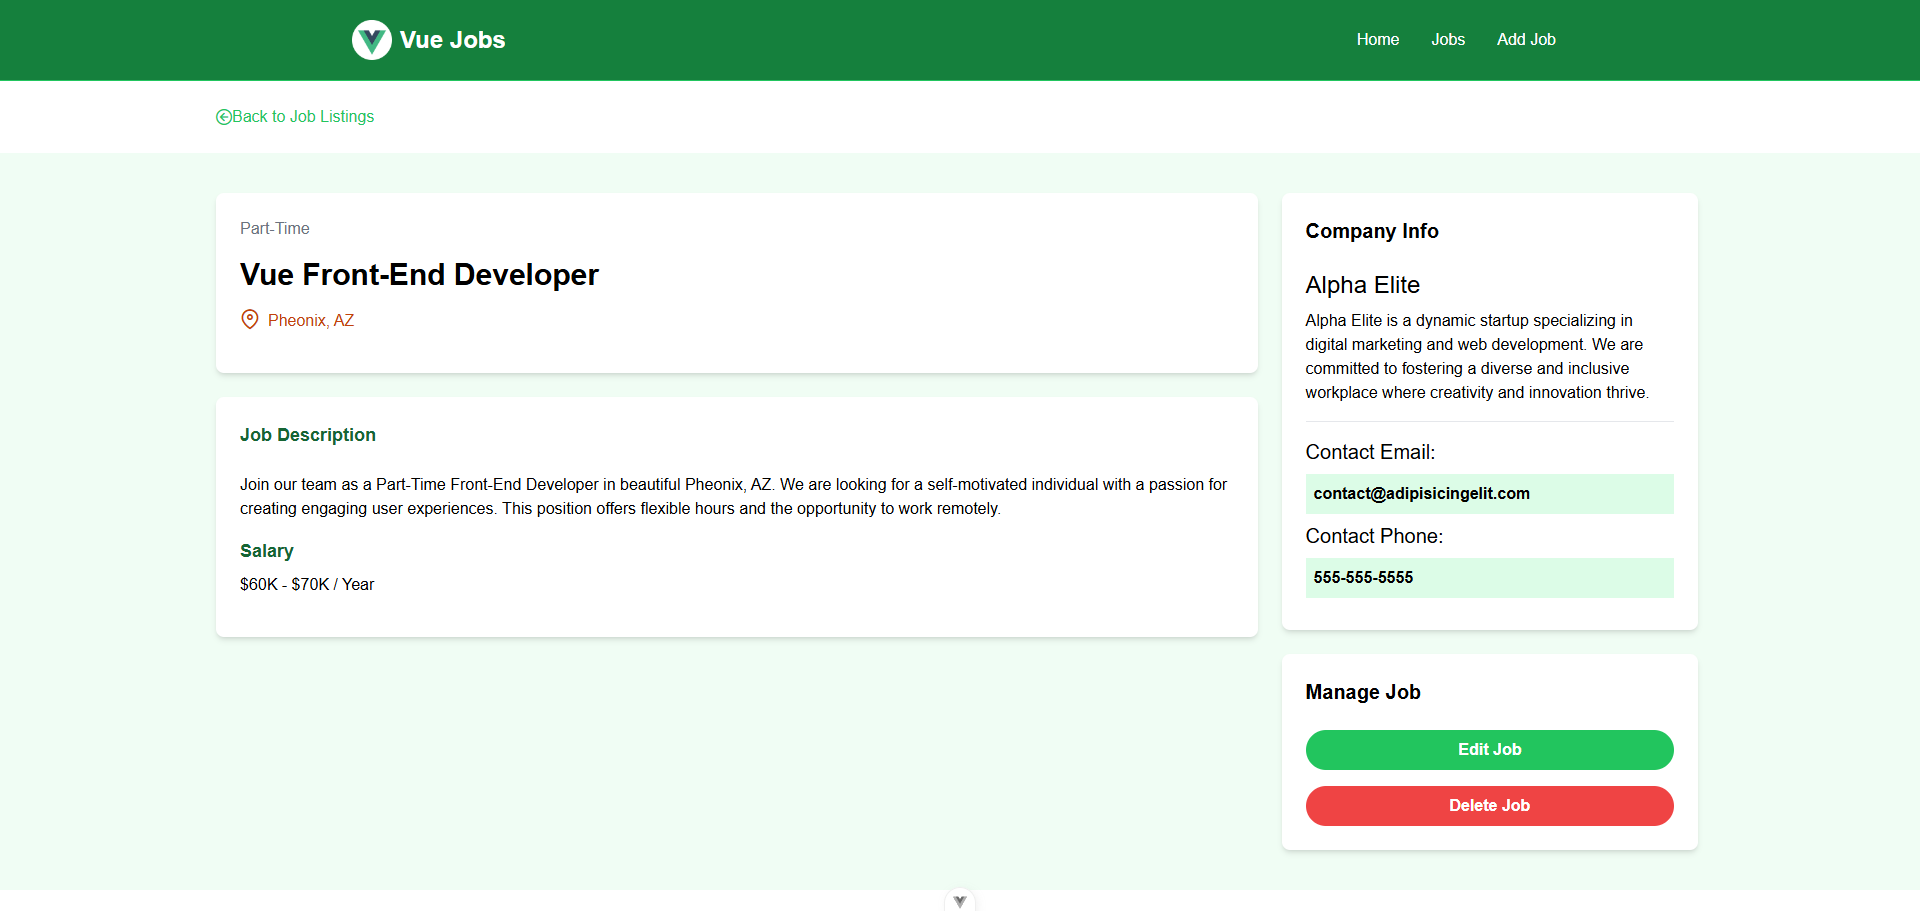 Vue Jobs
Home
Jobs
Add Job
Back to Job Listings
Part-Time
Vue Front-End Developer
Pheonix, AZ
Job Description
Join our team as a Part-Time Front-End Developer in beautiful Pheonix, AZ. We are looking for a self-motivated individual with a passion for
creating engaging user experiences. This position offers flexible hours and the opportunity to work remotely.
Salary
$60K - $70K / Year
Company Info
Alpha Elite
Alpha Elite is a dynamic startup specializing in
digital marketing and web development. We are
committed to fostering a diverse and inclusive
workplace where creativity and innovation thrive.
Contact Email:
contact@adipisicingelit.com
Contact Phone:
555-555-5555
Manage Job
Edit Job
Delete Job